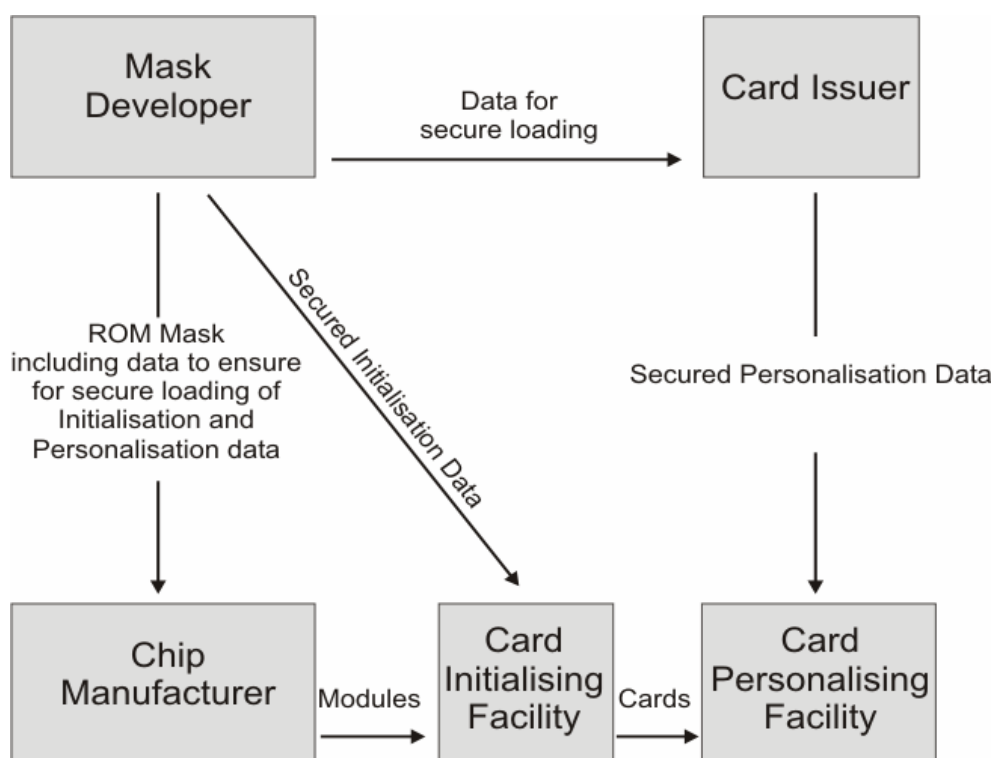 Mask
Developer
Data for
secure loading
Card Issuer
Secured Initialisation Data
ROM Mask
including data to ensure
for secure loading of
Initialisation and
Personalisation data
Secured Personalisation Data
Chip
Manufacturer
Modules
Card
Initialising
Facility
Cards
Card
Personalising
Facility